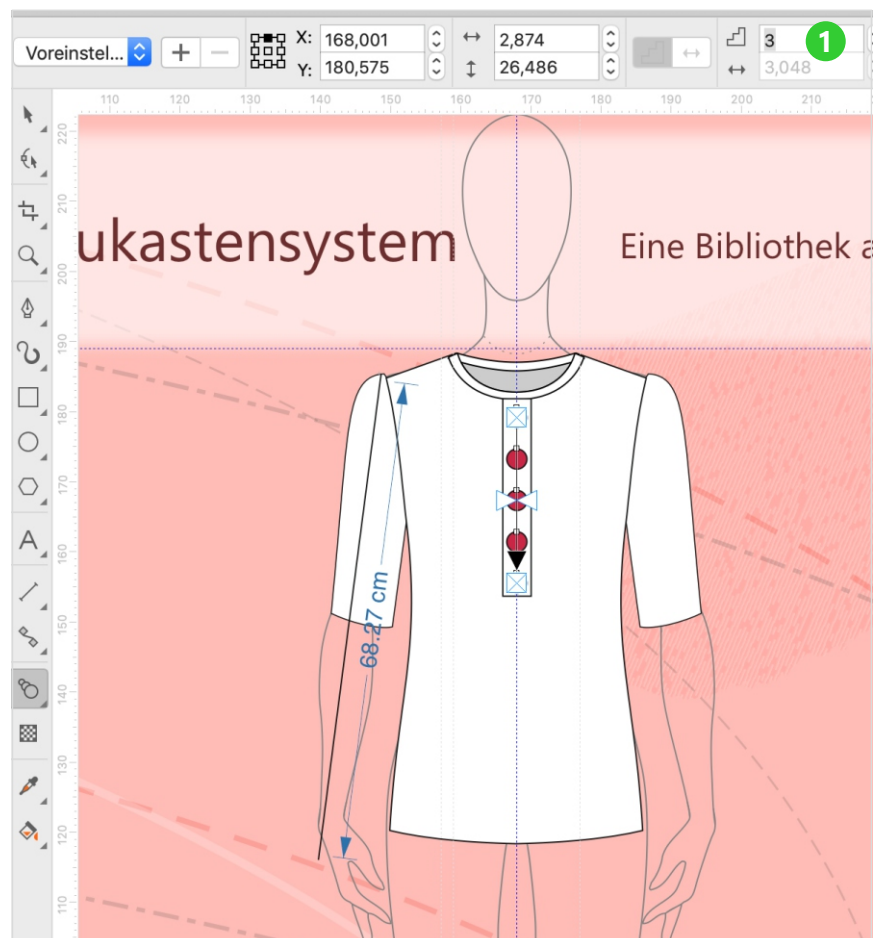 X: 168,001 2,874 3 1
Voreinstel...
Y: 180,575 26,486 3,048
110 120 130 140 150 160 170 180 190 200 210
220
210
200
190
180
170
160
150
140
130
120
110
ukastensystem
Eine Bibliothek a
68.27 cm